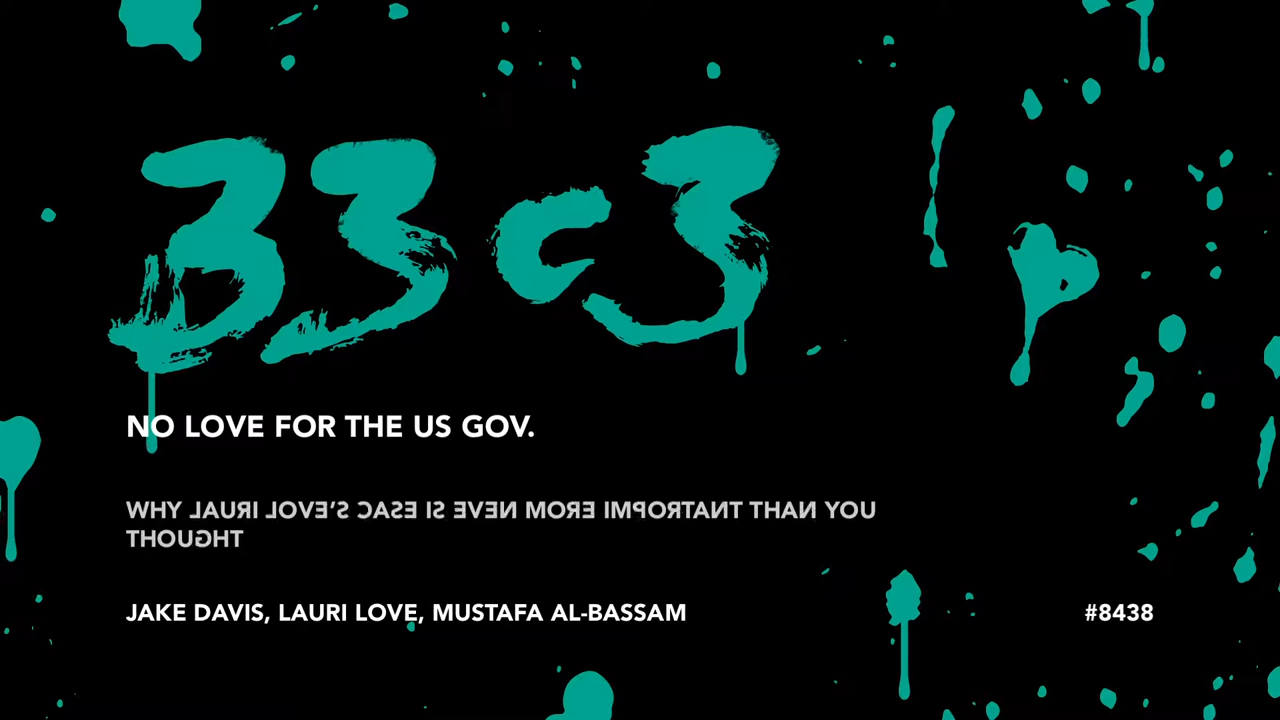 33c3
NO LOVE FOR THE US GOV.
WHY LAURI LOVE’S CASE IS EVEN MORE IMPORTANT THAN YOU
THOUGHT
JAKE DAVIS, LAURI LOVE, MUSTAFA AL-BASSAM
#8438